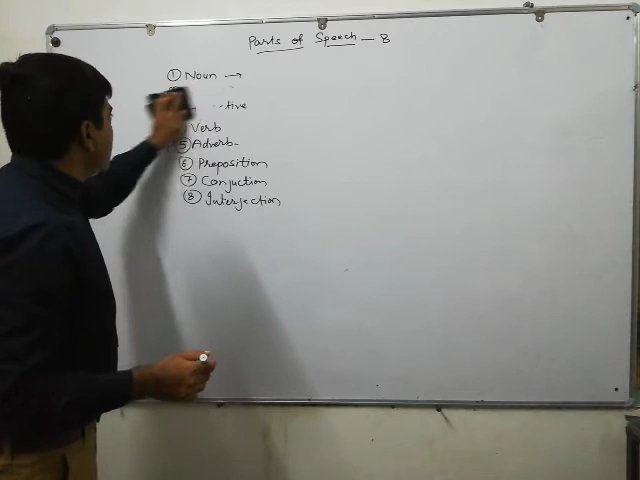 Parts of Speech — 8
① Noun →
tive
Verb
⑤ Adverb
⑥ Preposition
⑦ Conjuction
⑧ Interjection